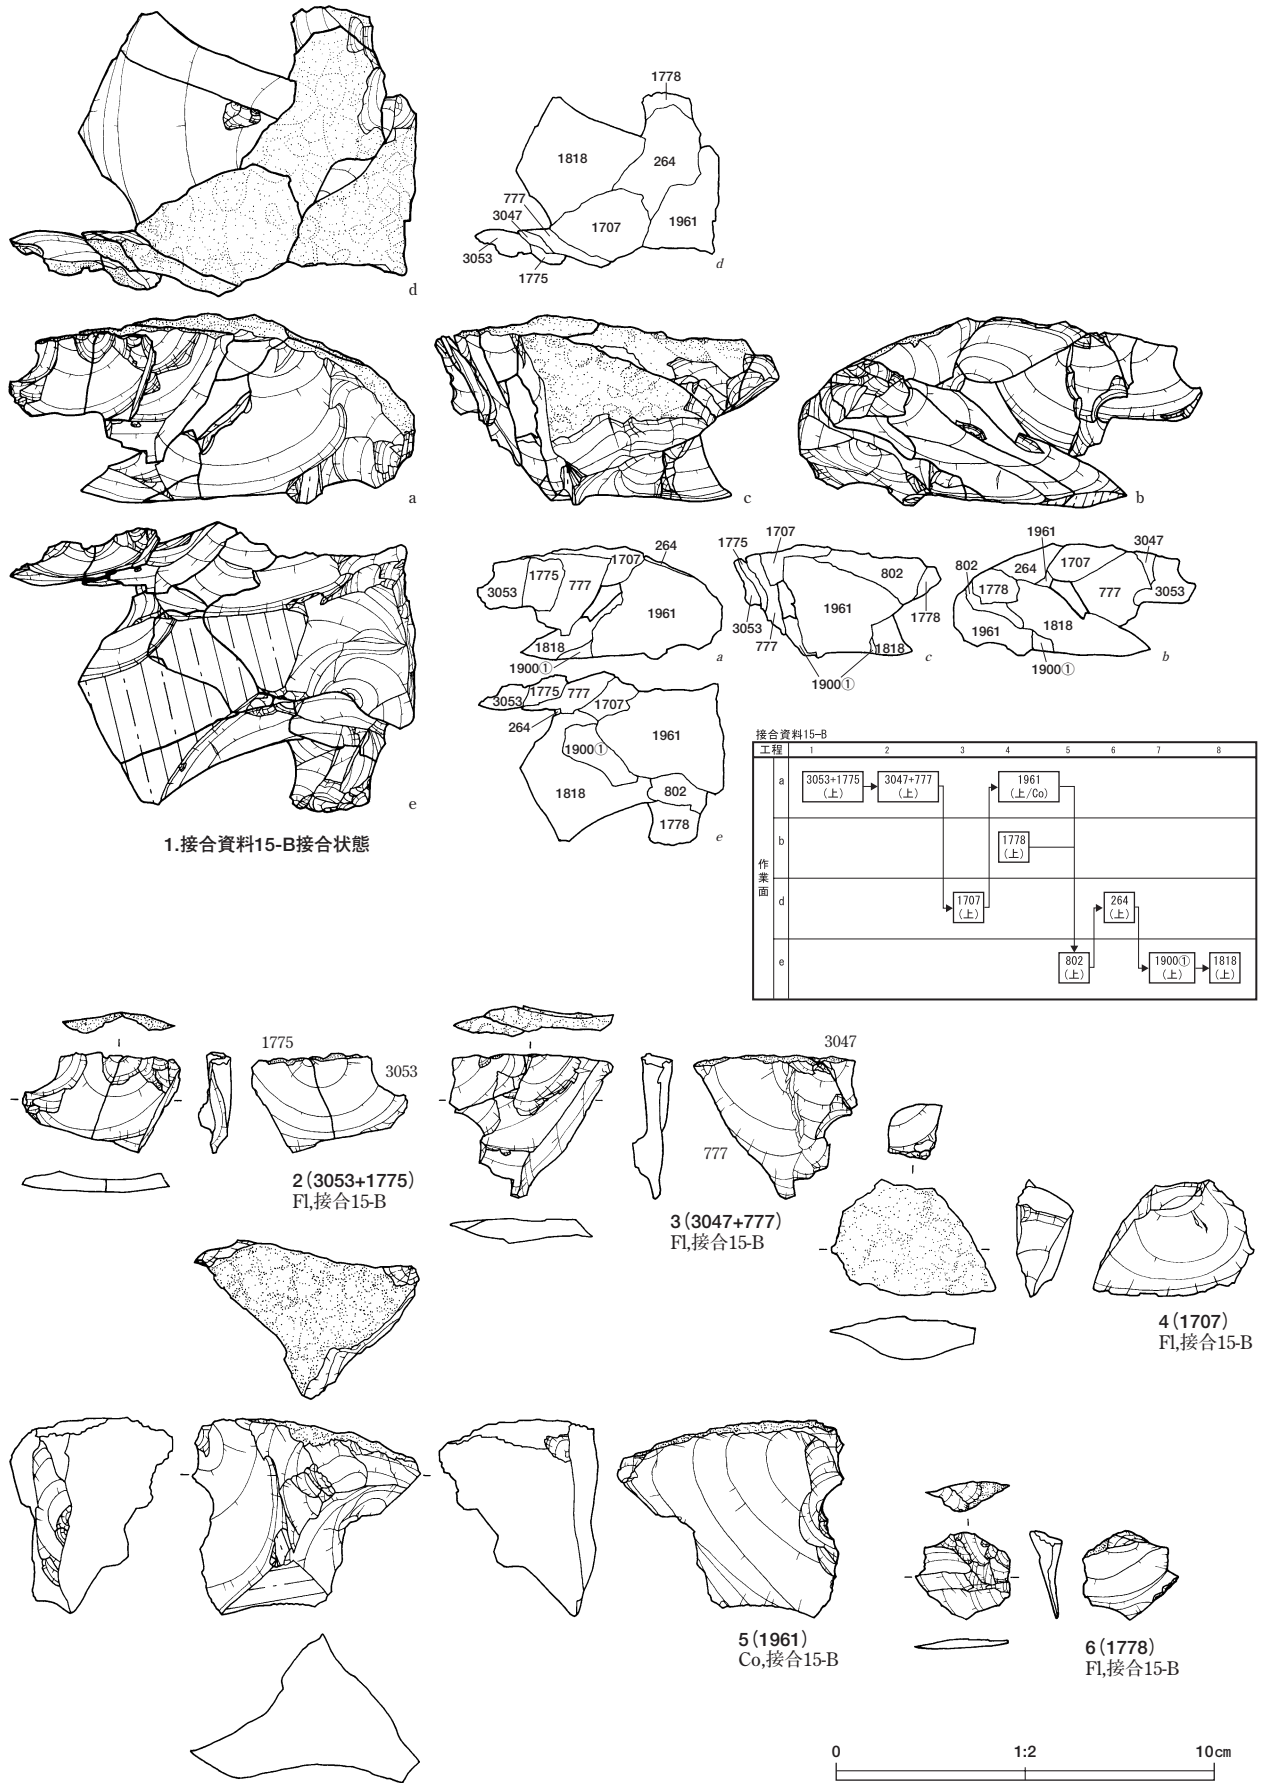 d
1778
1818
264
777
3047
1707
1961
3053
1775
d
a
c
b
e
1.接合資料15-B接合状態
1707
264
1775
777
3053
1961
1818
1900①
a
1707
1775
802
1961
1778
3053
777
1818
1900①
c
1961
3047
802
264
1707
1778
777
3053
1961
1818
1900①
b
1775
777
3053
1707
264
1961
1900①
1818
802
1778
e
接合資料15-B
工程 1 2 3 4 5 6 7 8
作業面
a
3053+1775
(上)
3047+777
(上)
1961
(上/Co)
b
1778
(上)
d
1707
(上)
264
(上)
e
802
(上)
1900①
(上)
1818
(上)
1775
3053
2(3053+1775)
Fl,接合15-B
3047
777
3(3047+777)
Fl,接合15-B
4(1707)
Fl,接合15-B
5(1961)
Co,接合15-B
6(1778)
Fl,接合15-B
0 1:2 10cm